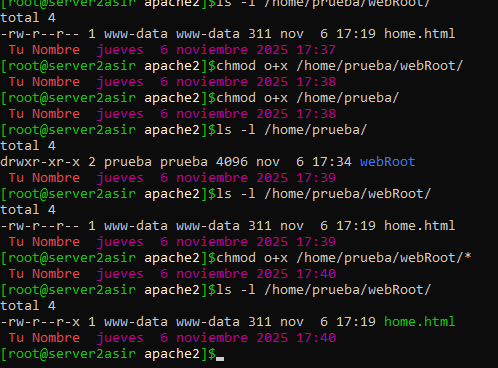 [root@server2asir apache2]$ls -l /home/prueba/webRoot/
total 4
-rw-r--r-- 1 www-data www-data 311 nov  6 17:19 home.html
 Tu Nombre  jueves  6 noviembre 2025 17:37
[root@server2asir apache2]$chmod o+x /home/prueba/webRoot/
 Tu Nombre  jueves  6 noviembre 2025 17:38
[root@server2asir apache2]$chmod o+x /home/prueba/
 Tu Nombre  jueves  6 noviembre 2025 17:38
[root@server2asir apache2]$ls -l /home/prueba/
total 4
drwxr-xr-x 2 prueba prueba 4096 nov  6 17:34 webRoot
 Tu Nombre  jueves  6 noviembre 2025 17:39
[root@server2asir apache2]$ls -l /home/prueba/webRoot/
total 4
-rw-r--r-- 1 www-data www-data 311 nov  6 17:19 home.html
 Tu Nombre  jueves  6 noviembre 2025 17:39
[root@server2asir apache2]$chmod o+x /home/prueba/webRoot/*
 Tu Nombre  jueves  6 noviembre 2025 17:40
[root@server2asir apache2]$ls -l /home/prueba/webRoot/
total 4
-rw-r--r-x 1 www-data www-data 311 nov  6 17:19 home.html
 Tu Nombre  jueves  6 noviembre 2025 17:40
[root@server2asir apache2]$